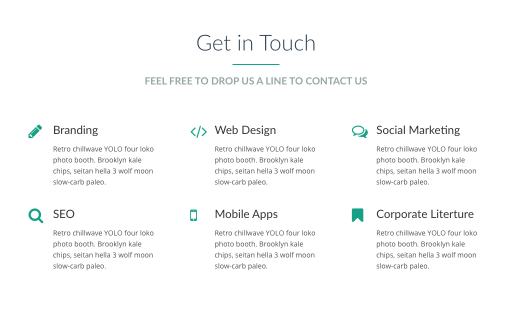 Get in Touch
FEEL FREE TO DROP US A LINE TO CONTACT US
Branding
Retro chillwave YOLO four loko
photo booth. Brooklyn kale
chips, seitan hella 3 wolf moon
slow-carb paleo.
Web Design
Retro chillwave YOLO four loko
photo booth. Brooklyn kale
chips, seitan hella 3 wolf moon
slow-carb paleo.
Social Marketing
Retro chillwave YOLO four loko
photo booth. Brooklyn kale
chips, seitan hella 3 wolf moon
slow-carb paleo.
SEO
Retro chillwave YOLO four loko
photo booth. Brooklyn kale
chips, seitan hella 3 wolf moon
slow-carb paleo.
Mobile Apps
Retro chillwave YOLO four loko
photo booth. Brooklyn kale
chips, seitan hella 3 wolf moon
slow-carb paleo.
Corporate Literture
Retro chillwave YOLO four loko
photo booth. Brooklyn kale
chips, seitan hella 3 wolf moon
slow-carb paleo.